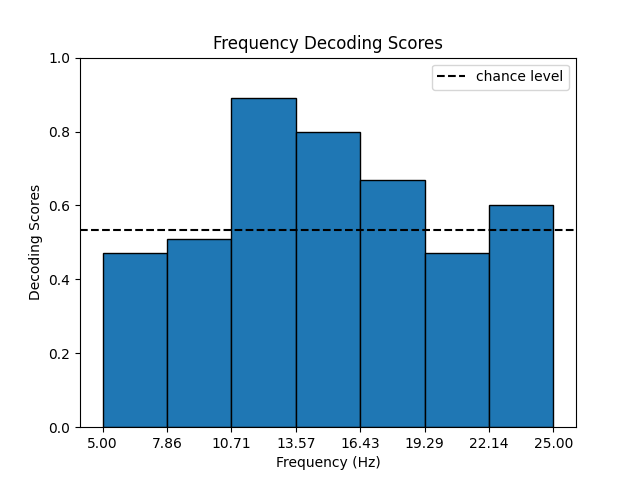 Frequency Decoding Scores
chance level
1.0
0.8
0.6
0.4
0.2
0.0
Decoding Scores
5.00 7.86 10.71 13.57 16.43 19.29 22.14 25.00
Frequency (Hz)